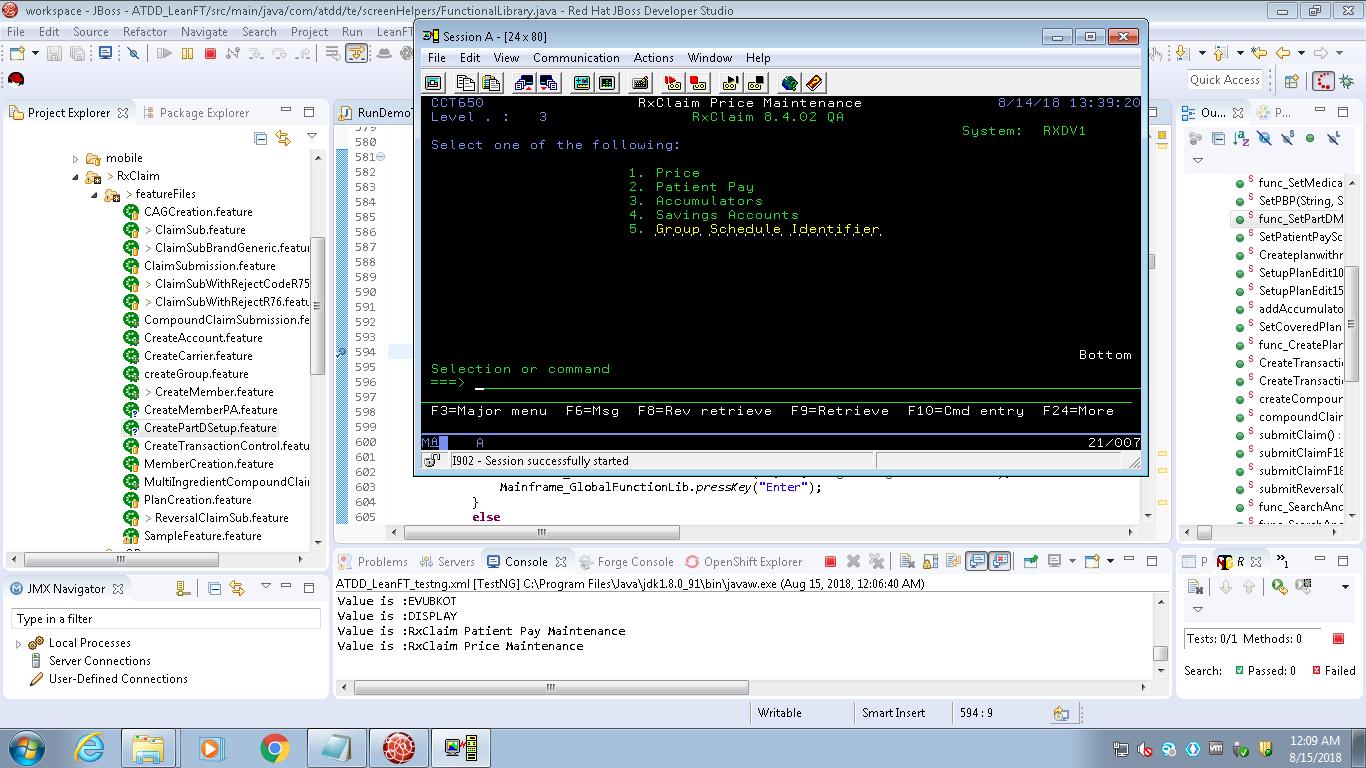 workspace - JBoss - ATDD_LeanFT/src/main/java/com/atdd/te/screenHelpers/FunctionalLibrary.java - Red Hat JBoss Developer Studio
File Edit Source Refactor Navigate Search Project Run LeanFT
Quick Access
Project Explorer
Package Explorer
mobile
> RxClaim
> featureFiles
CAGCreation.feature
> ClaimSub.feature
> ClaimSubBrandGeneric.featur
ClaimSubmission.feature
> ClaimSubWithRejectCodeR75
> ClaimSubWithRejectR76.featu
CompoundClaimSubmission.fe
CreateAccount.feature
CreateCarrier.feature
createGroup.feature
> CreateMember.feature
CreateMemberPA.feature
CreatePartDSetup.feature
CreateTransactionControl.featu
MemberCreation.feature
MultiIngredientCompoundClai
PlanCreation.feature
> ReversalClaimSub.feature
SampleFeature.feature
JMX Navigator
Type in a filter
Local Processes
Server Connections
User-Defined Connections
RunDemoT
579
580
581
582
583
584
585
586
587
588
589
590
591
592
593
594
595
596
597
598
599
600
601
602
603 Mainframe_GlobalFunctionLib.pressKey("Enter");
604 }
605 else
Session A - [24 x 80]
File Edit View Communication Actions Window Help
CCT650 RxClaim Price Maintenance 8/14/18 13:39:20
Level . : 3 RxClaim 8.4.02 QA
System: RXDV1
Select one of the following:
1. Price
2. Patient Pay
3. Accumulators
4. Savings Accounts
5. Group Schedule Identifier
Bottom
Selection or command
===>
F3=Major menu F6=Msg F8=Rev retrieve F9=Retrieve F10=Cmd entry F24=More
MA A 21/007
I902 - Session successfully started
Problems Servers Console Forge Console OpenShift Explorer
ATDD_LeanFT_testng.xml [TestNG] C:\Program Files\Java\jdk1.8.0_91\bin\javaw.exe (Aug 15, 2018, 12:06:40 AM)
Value is :EVUBKOT
Value is :DISPLAY
Value is :RxClaim Patient Pay Maintenance
Value is :RxClaim Price Maintenance
Ou...
P...
func_SetMedica
SetPBP(String, S
func_SetPartDM
SetPatientPaySc
Createplanwithr
SetupPlanEdit10
SetupPlanEdit15
addAccumulato
SetCoveredPlan
func_CreatePlan
CreateTransacti
CreateTransacti
createCompoun
compoundClain
submitClaim() :
submitClaimF18
submitClaimF18
submitReversalC
func_SearchAnd
P R
Tests: 0/1 Methods: 0
Search: Passed: 0 Failed
Writable Smart Insert 594 : 9
12:09 AM
8/15/2018